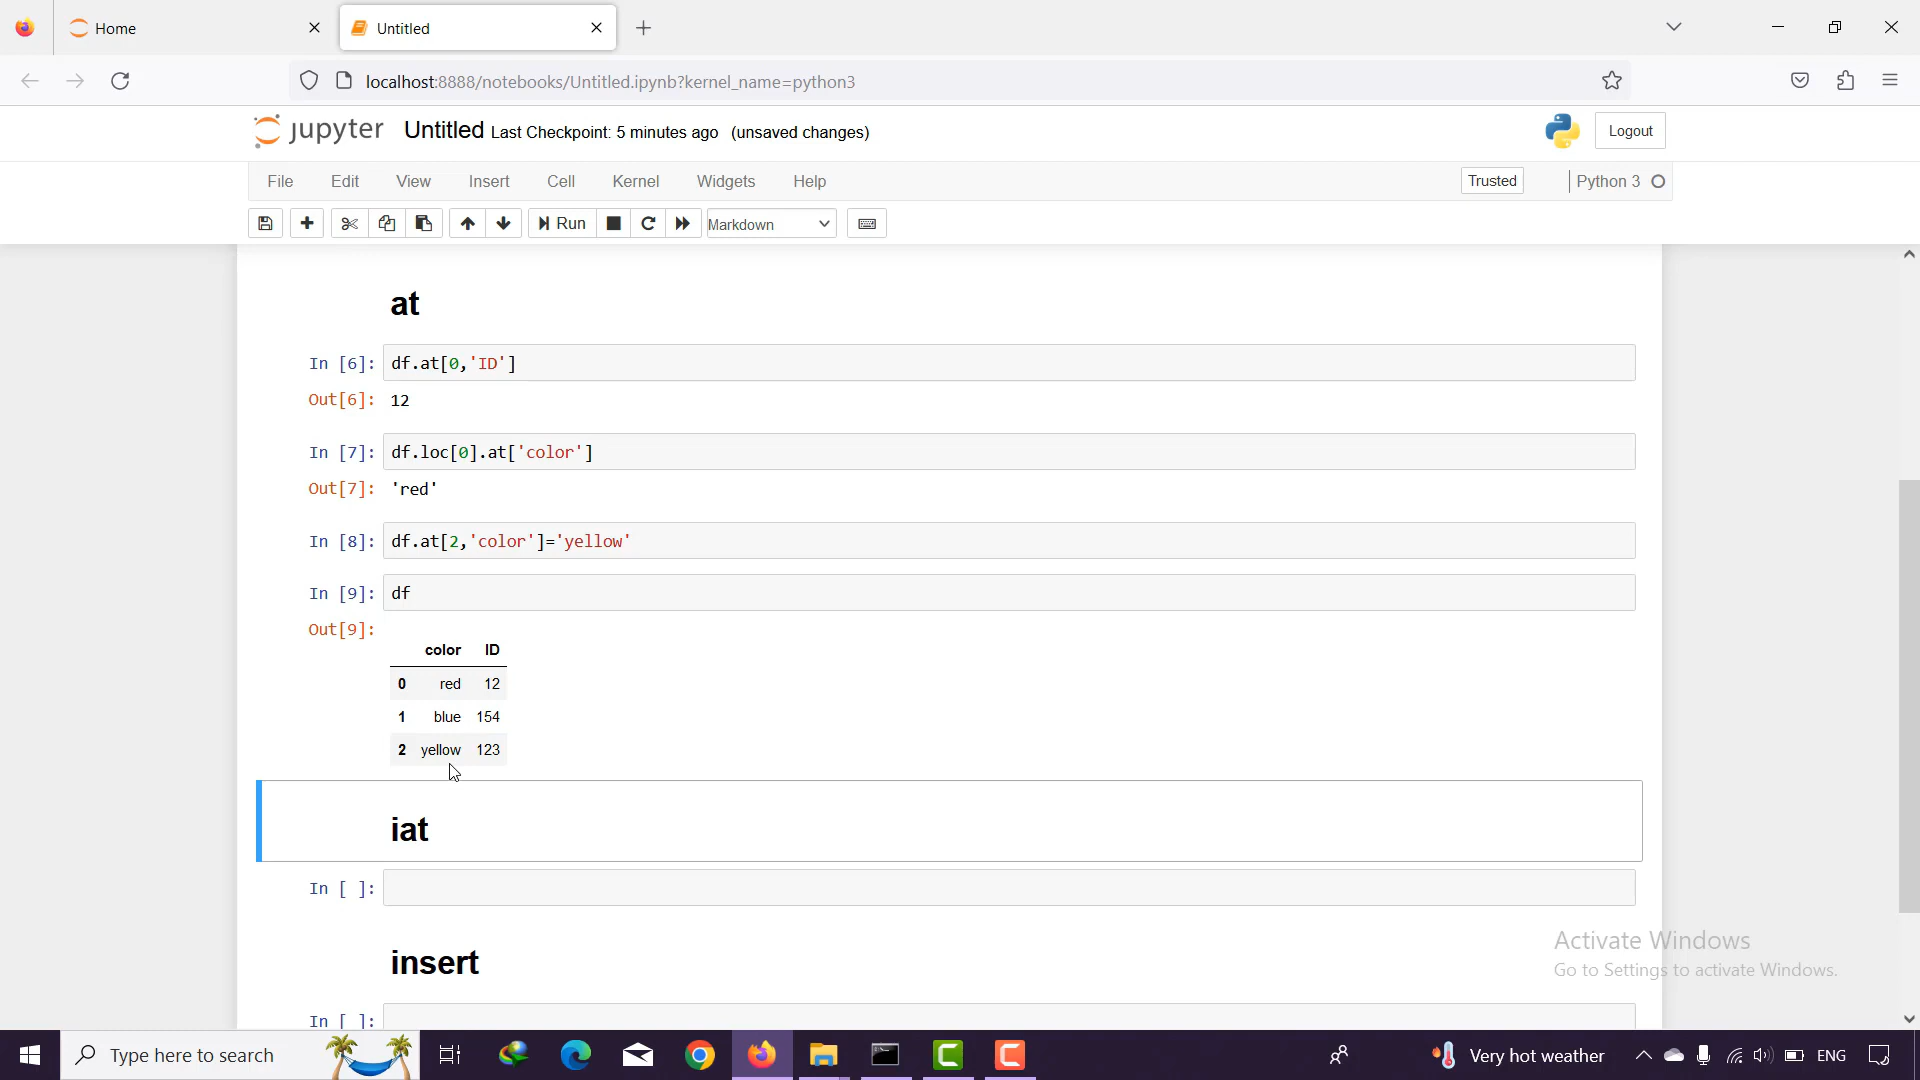 Home
Untitled
localhost:8888/notebooks/Untitled.ipynb?kernel_name=python3
jupyter Untitled Last Checkpoint: 5 minutes ago (unsaved changes)
Logout
File Edit View Insert Cell Kernel Widgets Help
Trusted
Python 3
Run
Markdown
at
In [6]: df.at[0,'ID']
Out[6]: 12
In [7]: df.loc[0].at['color']
Out[7]: 'red'
In [8]: df.at[2,'color']='yellow'
In [9]: df
Out[9]:
color ID
0 red 12
1 blue 154
2 yellow 123
iat
In [ ]:
insert
In [ ]:
Activate Windows
Go to Settings to activate Windows.
Type here to search
Very hot weather
ENG